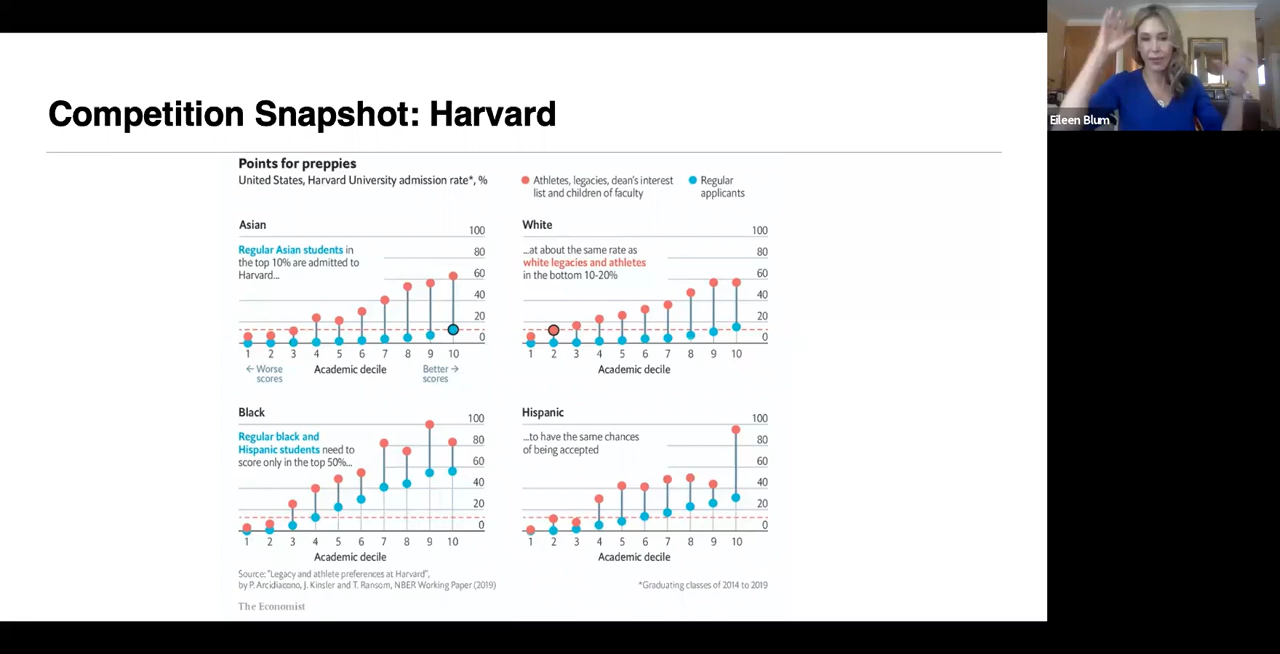 Competition Snapshot: Harvard
Eileen Blum
Points for preppies
United States, Harvard University admission rate*, %
Athletes, legacies, dean's interest
list and children of faculty
Regular
applicants
Asian
100
80
60
40
20
0
Regular Asian students in
the top 10% are admitted to
Harvard...
1 2 3 4 5 6 7 8 9 10
← Worse
scores
Academic decile
Better →
scores
White
100
80
60
40
20
0
...at about the same rate as
white legacies and athletes
in the bottom 10-20%
1 2 3 4 5 6 7 8 9 10
Academic decile
Black
100
80
60
40
20
0
Regular black and
Hispanic students need to
score only in the top 50%...
1 2 3 4 5 6 7 8 9 10
Academic decile
Hispanic
100
80
60
40
20
0
...to have the same chances
of being accepted
1 2 3 4 5 6 7 8 9 10
Academic decile
Source: "Legacy and athlete preferences at Harvard",
by P. Arcidiacono, J. Kinsler and T. Ransom, NBER Working Paper (2019)
*Graduating classes of 2014 to 2019
The Economist